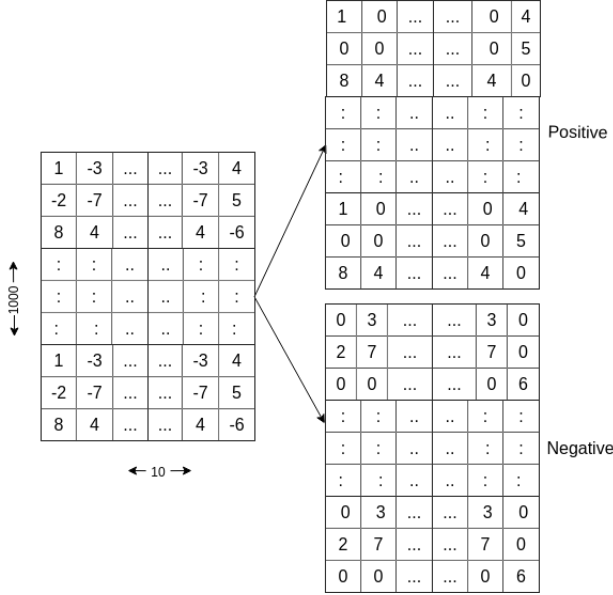 1 0 ... ... 0 4
0 0 ... ... 0 5
8 4 ... ... 4 0
: : .. .. : :
: : .. .. : :
: : .. .. : :
1 0 ... ... 0 4
0 0 ... ... 0 5
8 4 ... ... 4 0
Positive
1 -3 ... ... -3 4
-2 -7 ... ... -7 5
8 4 ... ... 4 -6
: : .. .. : :
: : .. .. : :
: : .. .. : :
1 -3 ... ... -3 4
-2 -7 ... ... -7 5
8 4 ... ... 4 -6
1000
10
0 3 ... ... 3 0
2 7 ... ... 7 0
0 0 ... ... 0 6
: : .. .. : :
: : .. .. : :
: : .. .. : :
0 3 ... ... 3 0
2 7 ... ... 7 0
0 0 ... ... 0 6
Negative